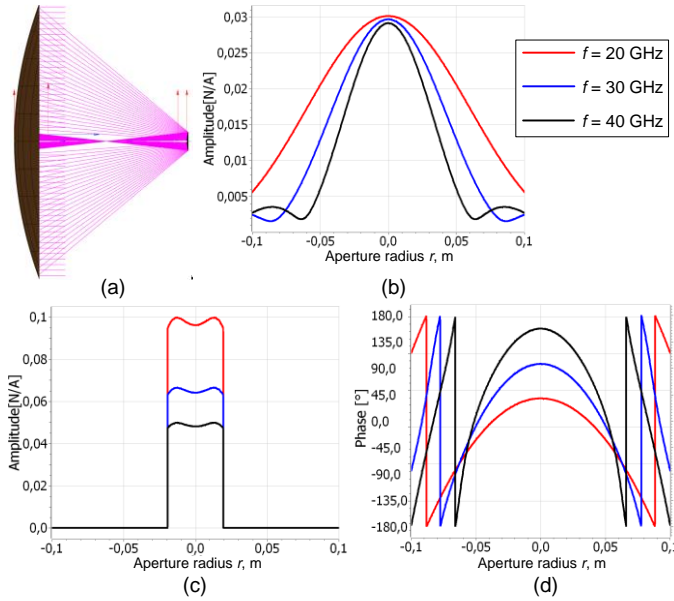 0,03
0,03
0,02
0,015
0,01
0,005
Amplitude[N/A]
-0,1
-0,05
0,0
0,05
0,1
Aperture radius r, m
f = 20 GHz
f = 30 GHz
f = 40 GHz
(a)
(b)
0,1
0,08
0,06
0,04
0,02
0,0
Amplitude[N/A]
-0,1
-0,05
0,0
0,05
0,1
Aperture radius r, m
(c)
180,0
135,0
90,0
45,0
0,0
-45,0
-90,0
-135,0
-180,0
Phase [°]
-0,1
-0,05
0,0
0,05
0,1
Aperture radius r, m
(d)